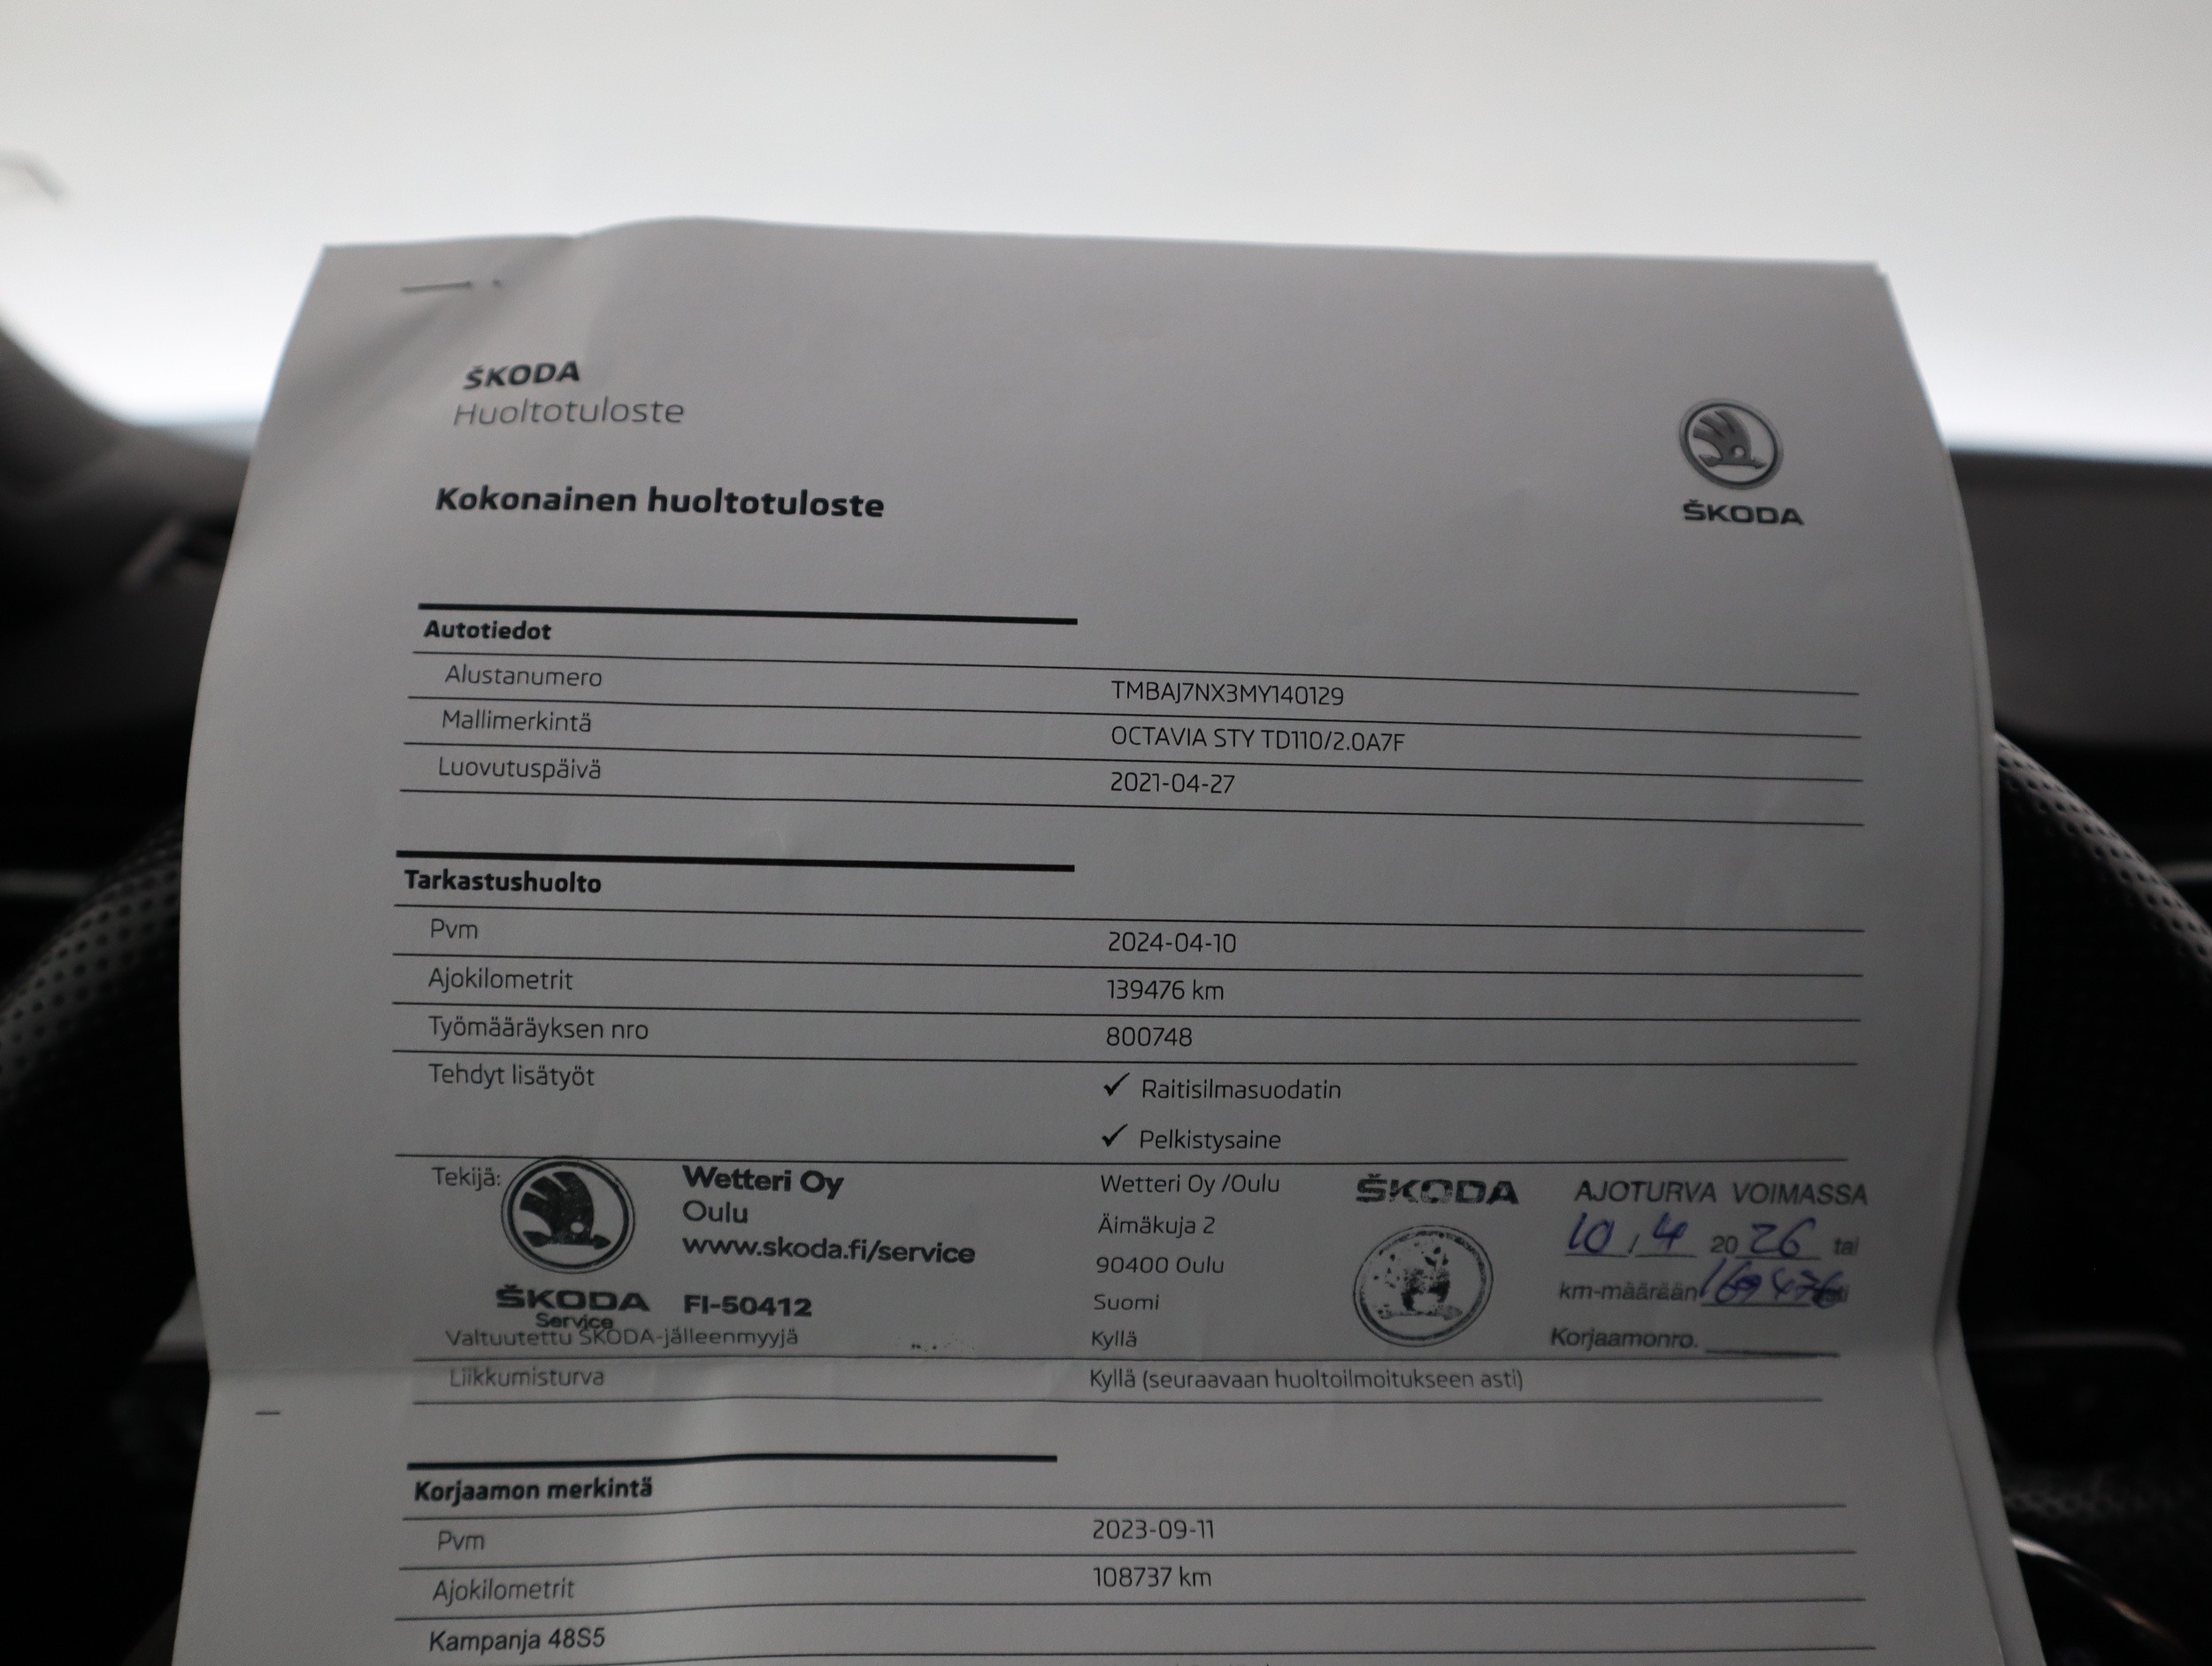 ŠKODA
Huoltotuloste
ŠKODA
Kokonainen huoltotuloste
Autotiedot
Alustanumero TMBAJ7NX3MY140129
Mallimerkintä OCTAVIA STY TD110/2.0A7F
Luovutuspäivä 2021-04-27
Tarkastushuolto
Pvm 2024-04-10
Ajokilometrit 139476 km
Työmääräyksen nro 800748
Tehdyt lisätyöt ✓ Raitisilmasuodatin
✓ Pelkistysaine
Tekijä:
Wetteri Oy
Oulu
www.skoda.fi/service
ŠKODA FI-50412
Service
Wetteri Oy /Oulu
Äimäkuja 2
90400 Oulu
Suomi
ŠKODA
AJOTURVA VOIMASSA
10 / 4 2026 tai
km-määrään 169476
Korjaamonro.
Valtuutettu ŠKODA-jälleenmyyjä Kyllä
Liikkumisturva Kyllä (seuraavaan huoltoilmoitukseen asti)
Korjaamon merkintä
Pvm 2023-09-11
Ajokilometrit 108737 km
Kampanja 48S5